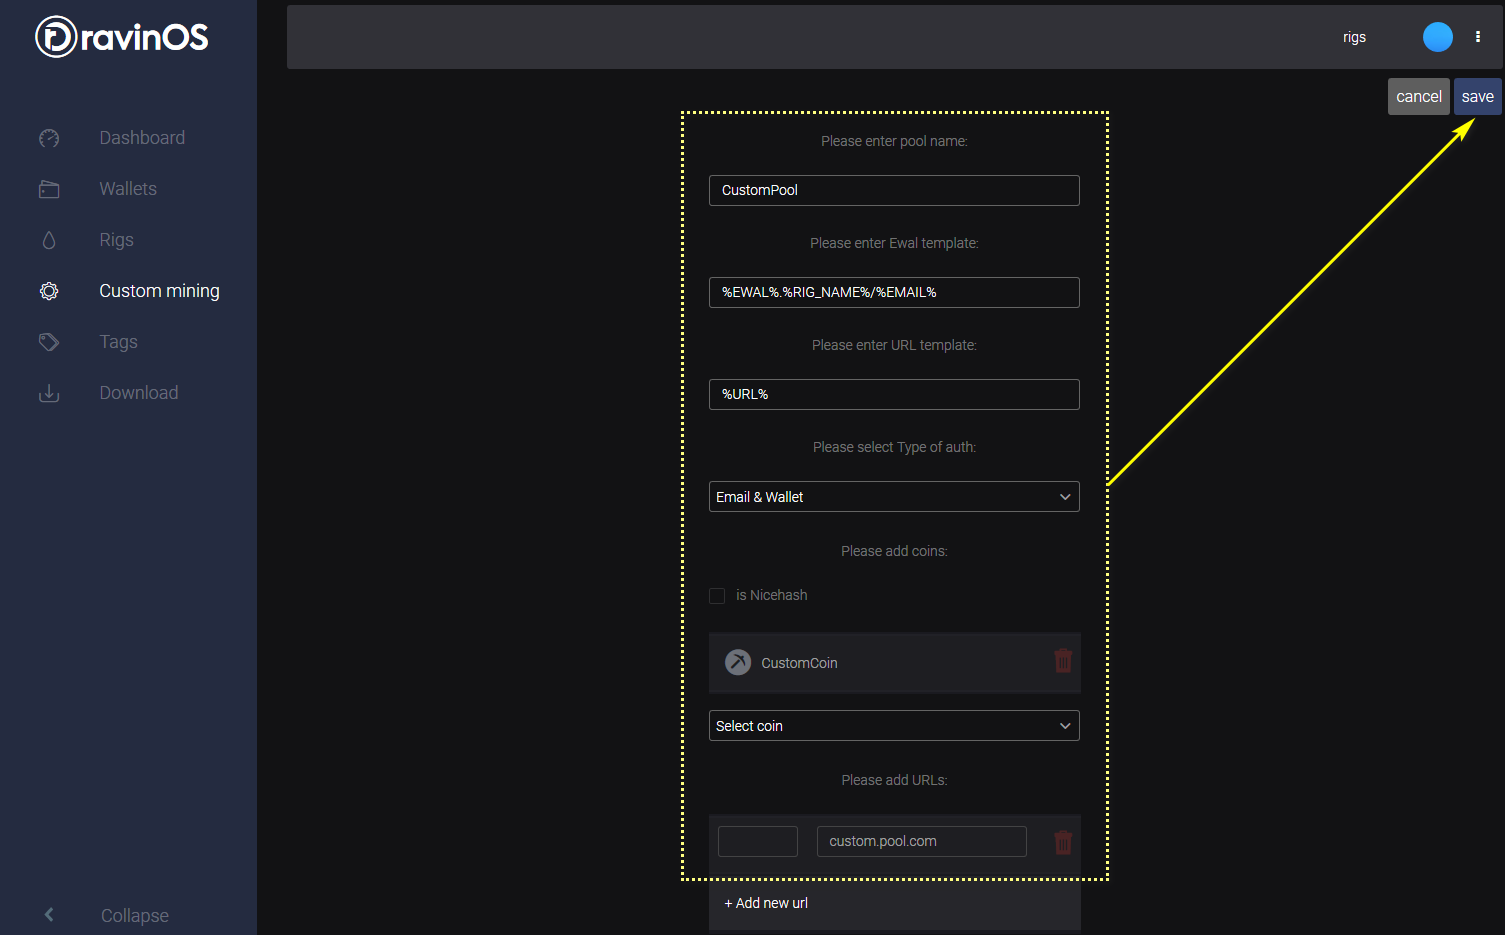 DravinOS
rigs
cancel
save
Dashboard
Wallets
Rigs
Custom mining
Tags
Download
Collapse
Please enter pool name:
CustomPool
Please enter Ewal template:
%EWAL%.%RIG_NAME%/%EMAIL%
Please enter URL template:
%URL%
Please select Type of auth:
Email & Wallet
Please add coins:
is Nicehash
CustomCoin
Select coin
Please add URLs:
custom.pool.com
+ Add new url